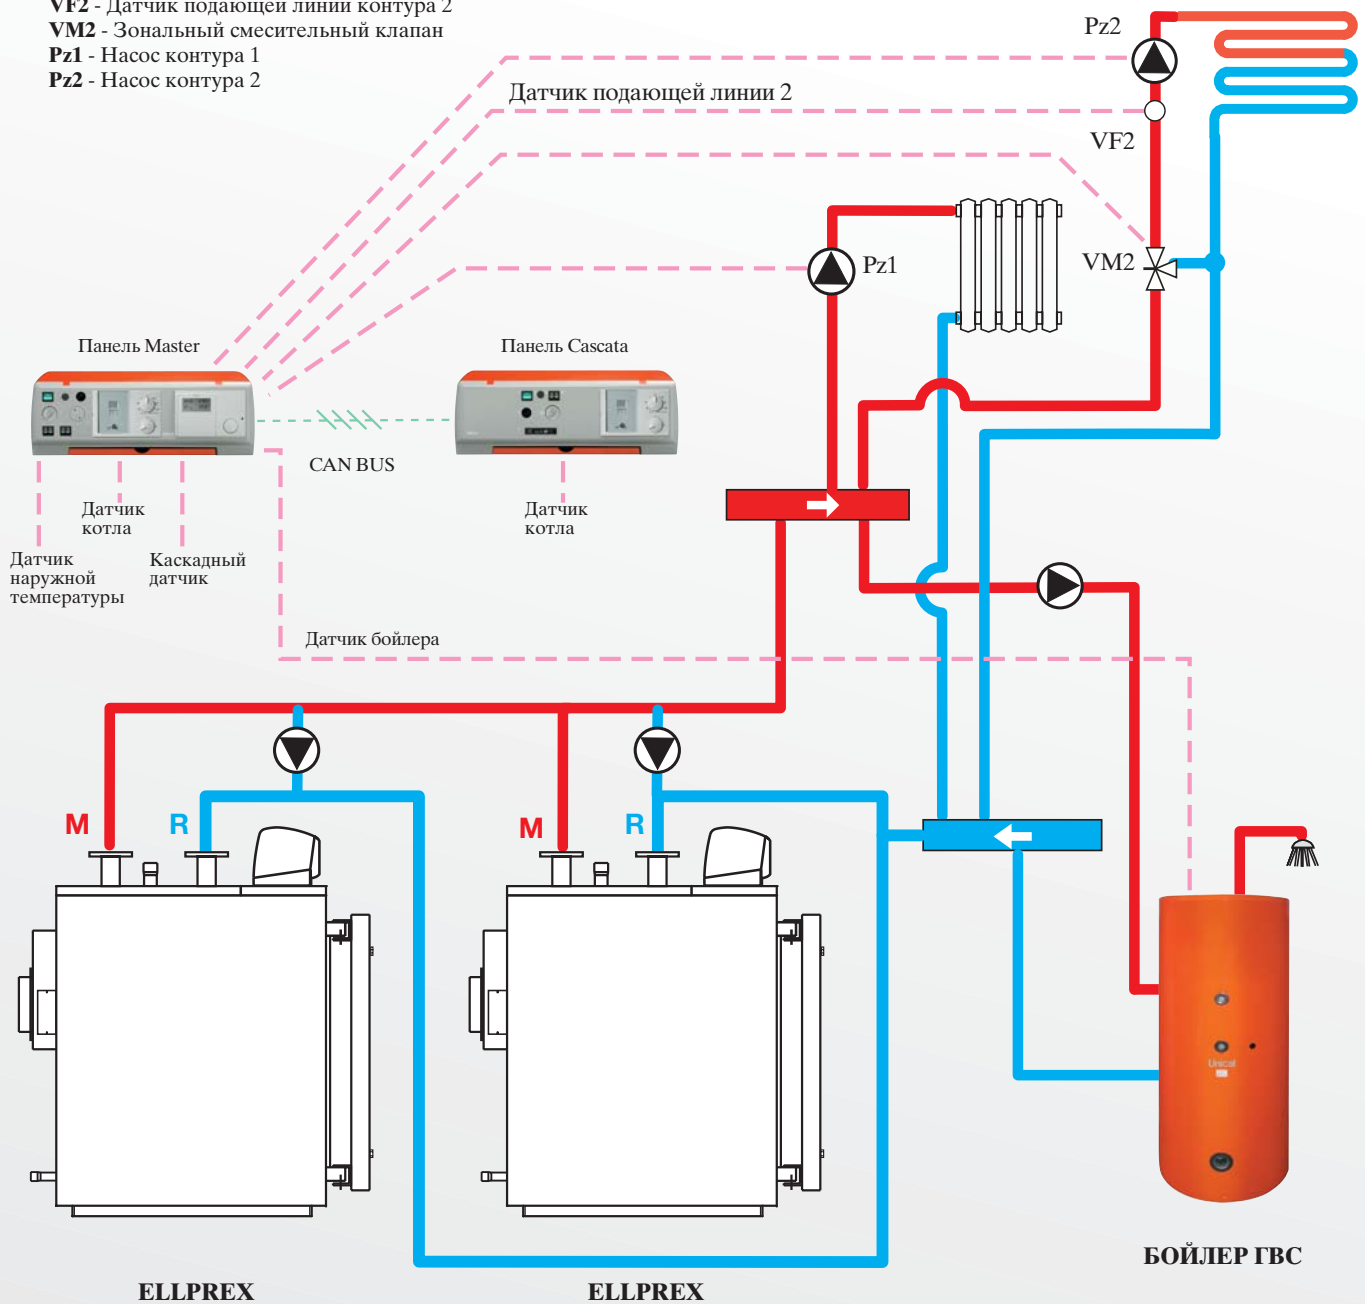 VF2 - Датчик подающей линии контура 2
VM2 - Зональный смесительный клапан
Pz1 - Насос контура 1
Pz2 - Насос контура 2
Pz2
Датчик подающей линии 2
VF2
Pz1
VM2
Панель Master
Панель Cascata
CAN BUS
Датчик
котла
Датчик
котла
Датчик
наружной
температуры
Каскадный
датчик
Датчик бойлера
M
R
M
R
Unical
БОЙЛЕР ГВС
ELLPREX
ELLPREX